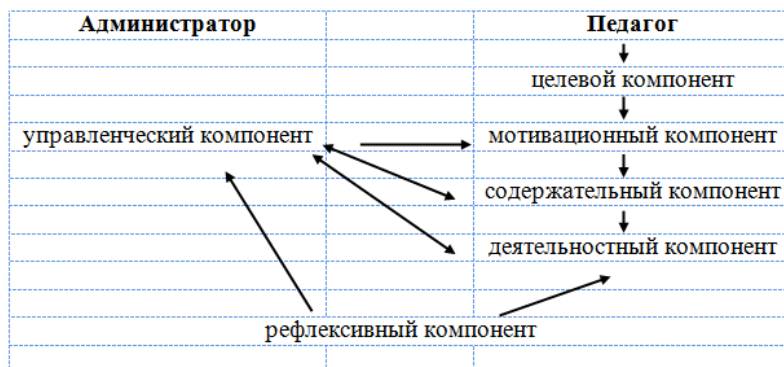 Администратор Педагог
целевой компонент
управленческий компонент мотивационный компонент
содержательный компонент
деятельностный компонент
рефлексивный компонент